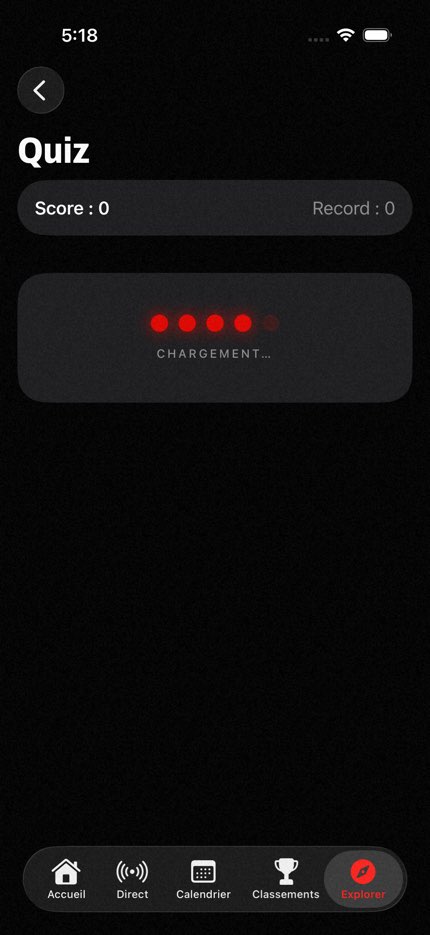 5:18
Quiz
Score : 0
Record : 0
CHARGEMENT…
Accueil
Direct
Calendrier
Classements
Explorer